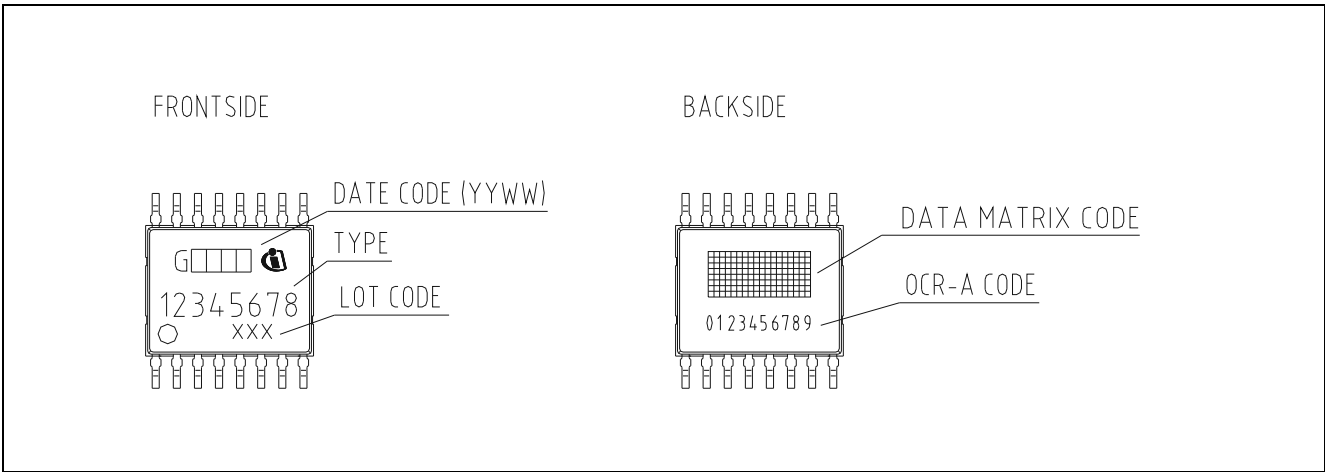 FRONTSIDE
BACKSIDE
DATE CODE (YYWW)
TYPE
G
12345678
LOT CODE
XXX
DATA MATRIX CODE
OCR-A CODE
0123456789